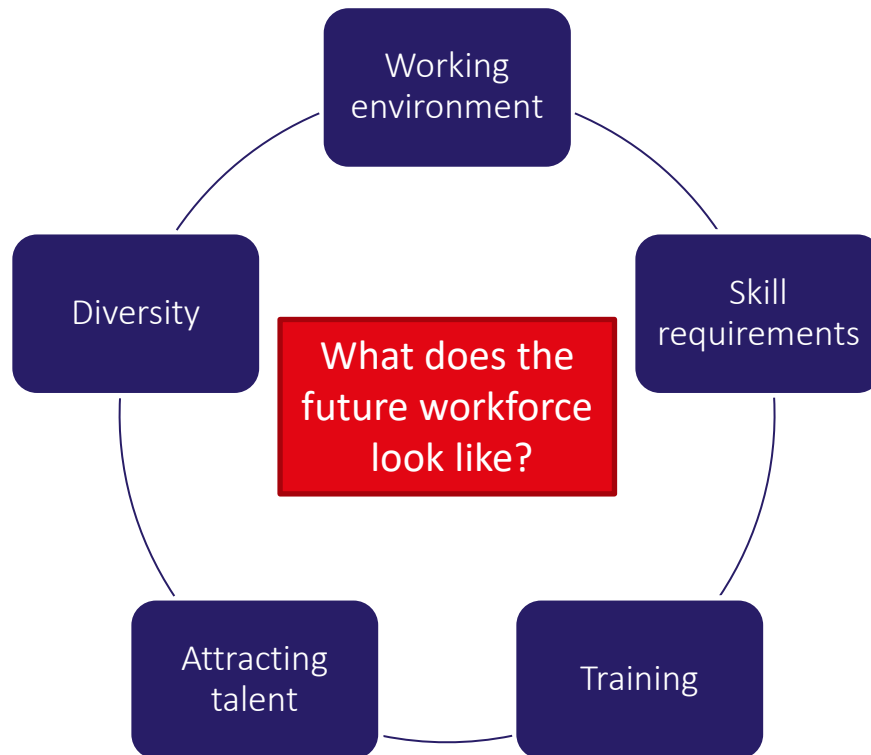 Working
environment
Skill
requirements
Diversity
What does the
future workforce
look like?
Attracting
talent
Training